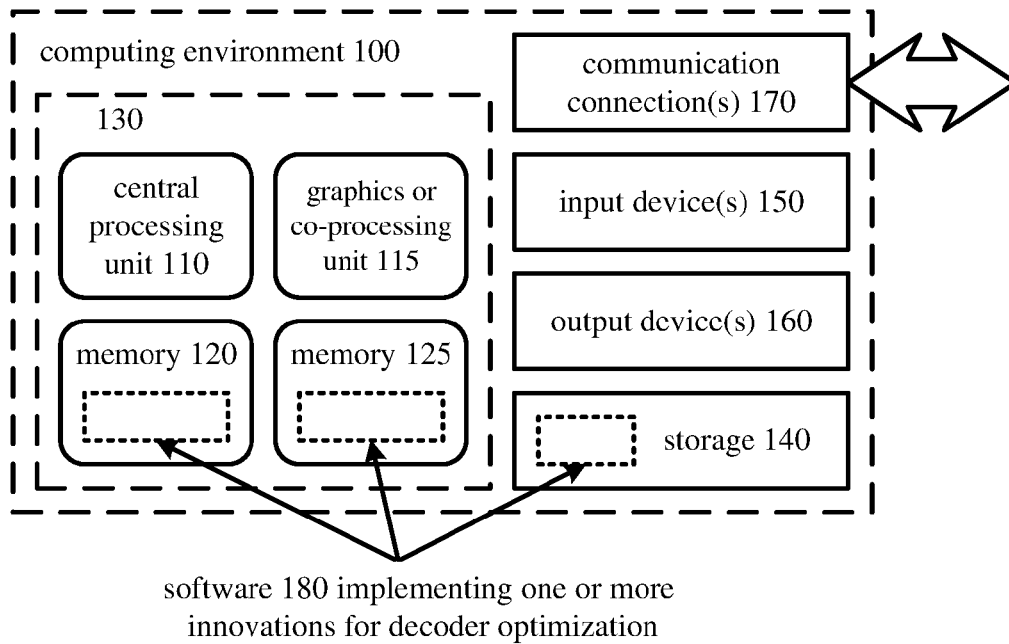 computing environment 100
130
central
processing
unit 110
graphics or
co-processing
unit 115
memory 120
memory 125
communication
connection(s) 170
input device(s) 150
output device(s) 160
storage 140
software 180 implementing one or more
innovations for decoder optimization